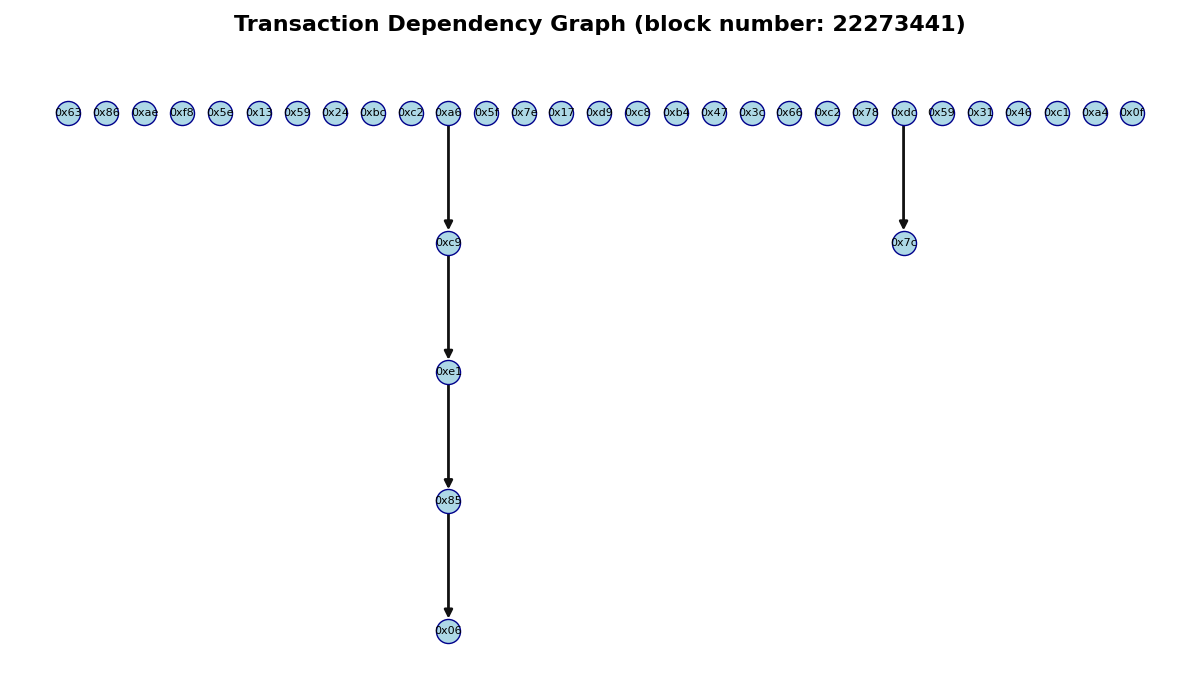 Transaction Dependency Graph (block number: 22273441)
0x63 0x86 0xae 0xf8 0x5e 0x13 0x59 0x24 0xbc 0xc2 0xa6 0x5f 0x7e 0x17 0xd9 0xc8 0xb4 0x47 0x3c 0x66 0xc2 0x78 0xdc 0x59 0x31 0x46 0xc1 0xa4 0x0f
0xc9 0x7c
0xe1
0x85
0x06